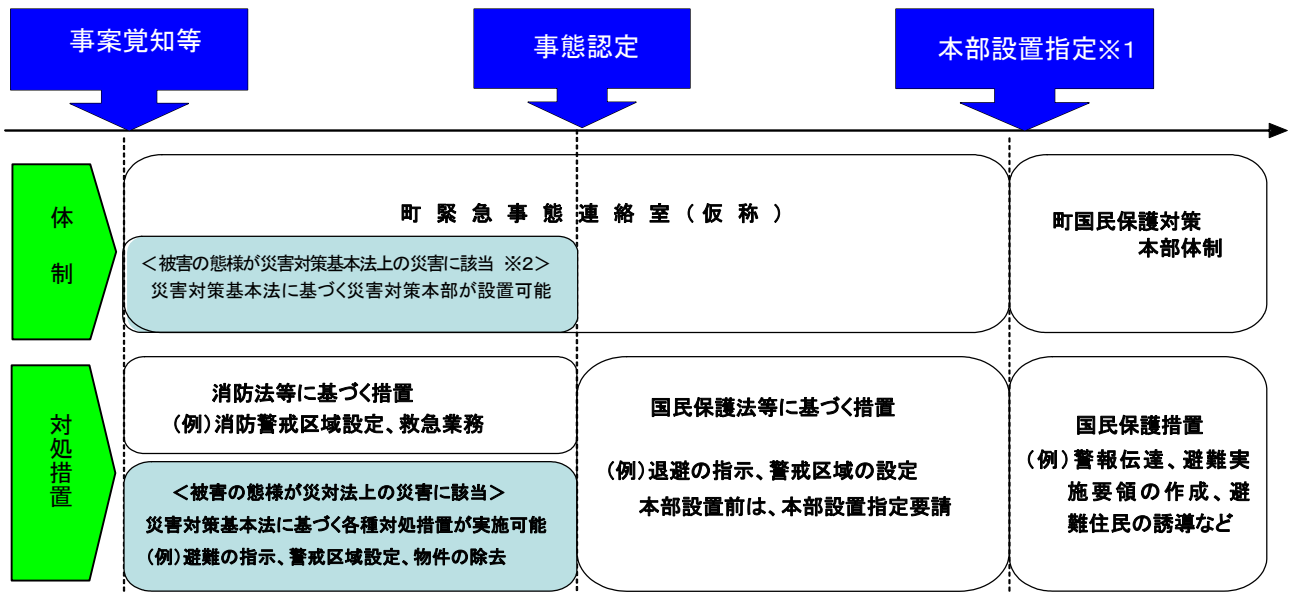 事案覚知等
事態認定
本部設置指定※1
体制
町緊急事態連絡室(仮称)
<被害の態様が災害対策基本法上の災害に該当 ※2>
災害対策基本法に基づく災害対策本部が設置可能
町国民保護対策
本部体制
対処措置
消防法等に基づく措置
(例)消防警戒区域設定、救急業務
<被害の態様が災対法上の災害に該当>
災害対策基本法に基づく各種対処措置が実施可能
(例)避難の指示、警戒区域設定、物件の除去
国民保護法等に基づく措置
(例)退避の指示、警戒区域の設定
本部設置前は、本部設置指定要請
国民保護措置
(例)警報伝達、避難実
施要領の作成、避
難住民の誘導など